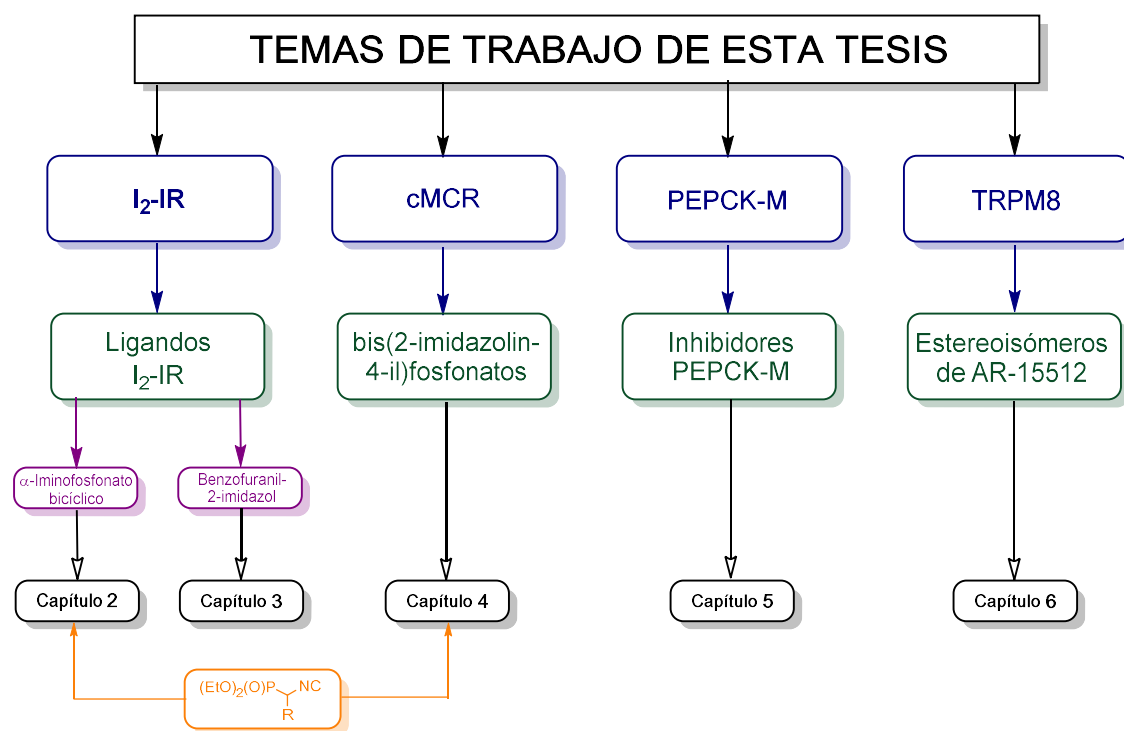 TEMAS DE TRABAJO DE ESTA TESIS
I₂-IR
cMCR
PEPCK-M
TRPM8
Ligandos
I₂-IR
bis(2-imidazolin-
4-il)fosfonatos
Inhibidores
PEPCK-M
Estereoisómeros
de AR-15512
α-Iminofosfonato
bicíclico
Benzofuranil-
2-imidazol
Capítulo 2
Capítulo 3
Capítulo 4
Capítulo 5
Capítulo 6
(EtO)₂(O)P NC
R